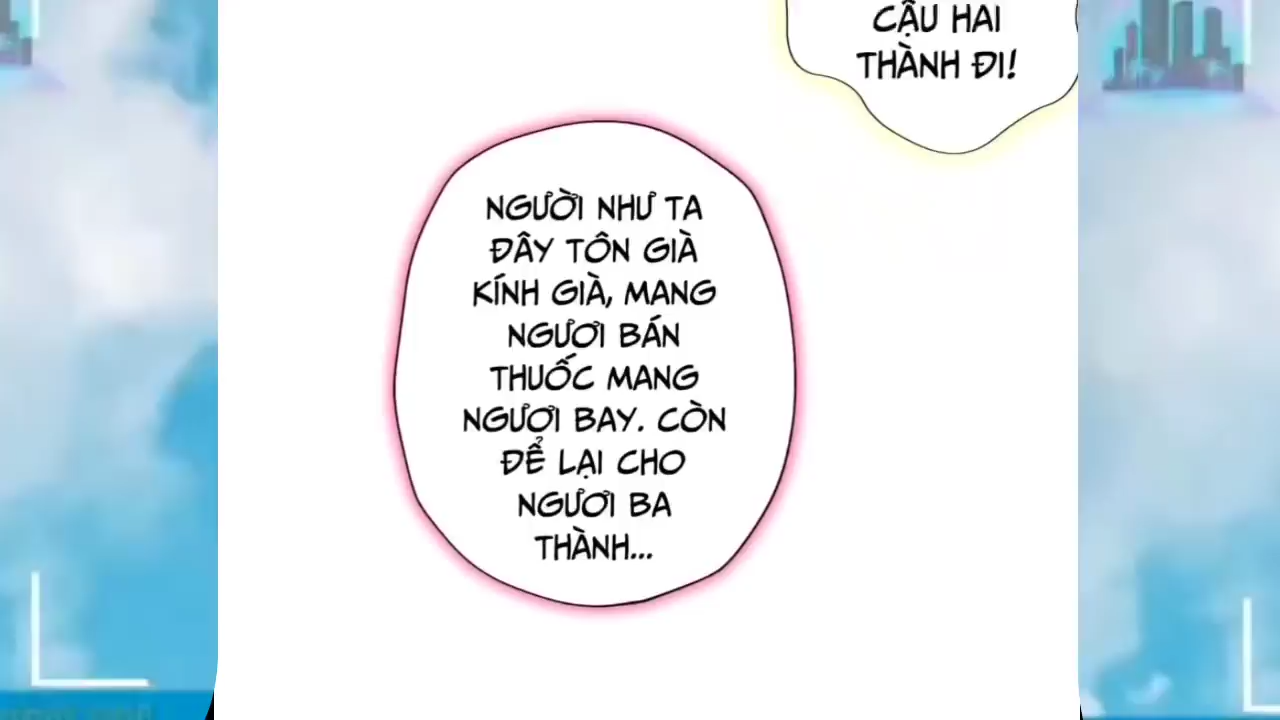 CẬU HAI
THÀNH ĐI!
NGƯỜI NHƯ TA
ĐÂY TÔN GIÀ
KÍNH GIÀ, MANG
NGƯƠI BÁN
THUỐC MANG
NGƯƠI BAY. CÒN
ĐỂ LẠI CHO
NGƯƠI BA
THÀNH...